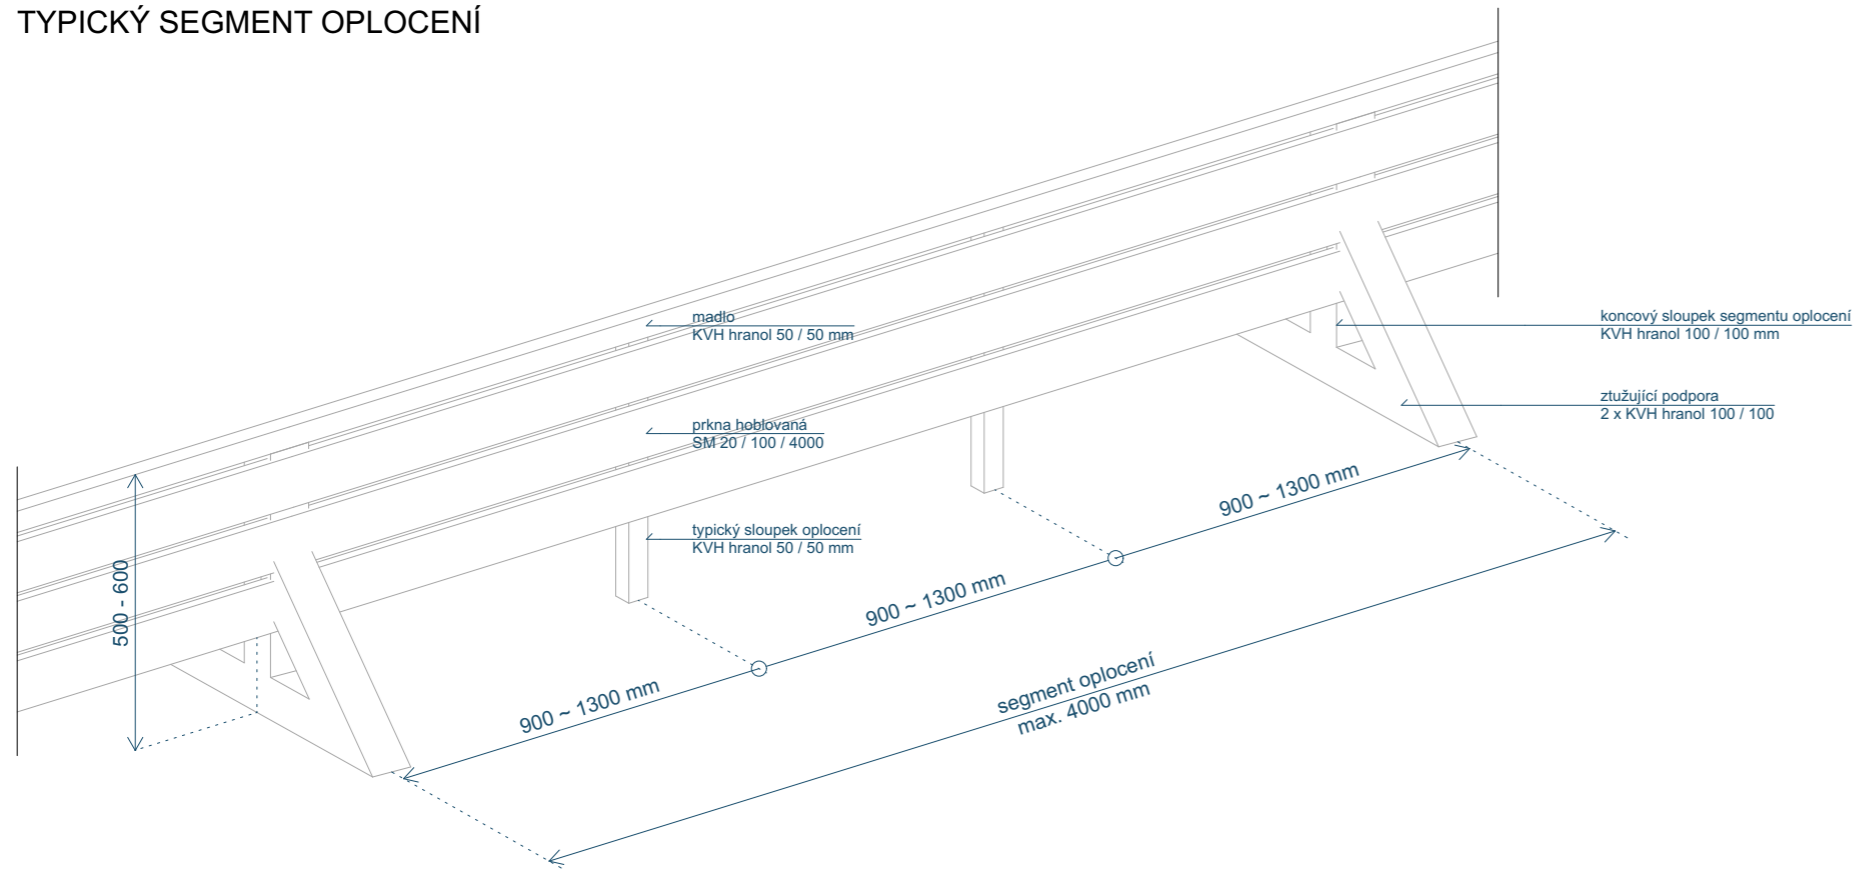 TYPICKÝ SEGMENT OPLOCENÍ
madlo
KVH hranol 50 / 50 mm
koncový sloupek segmentu oplocení
KVH hranol 100 / 100 mm
ztužující podpora
2 x KVH hranol 100 / 100
prkna hoblovaná
SM 20 / 100 / 4000
typický sloupek oplocení
KVH hranol 50 / 50 mm
500 - 600
900 ~ 1300 mm
900 ~ 1300 mm
900 ~ 1300 mm
segment oplocení
max. 4000 mm